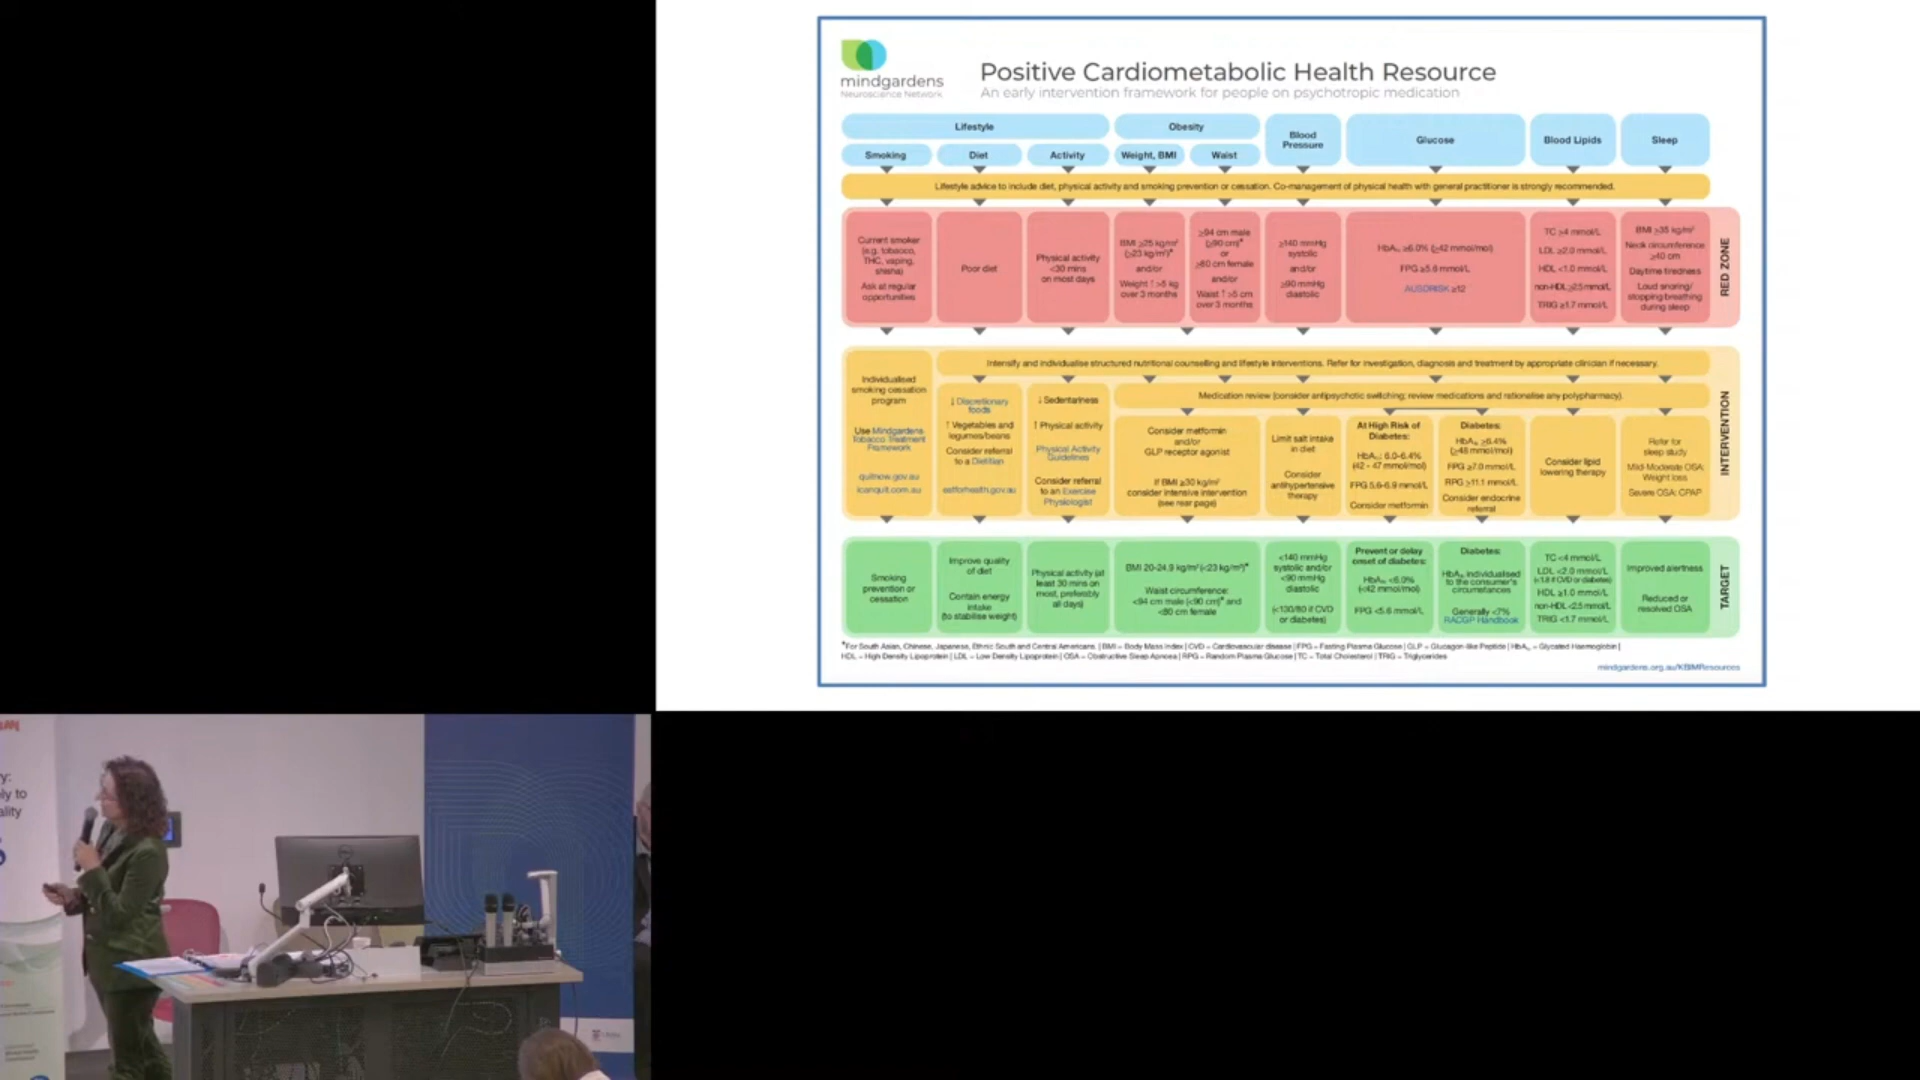 mindgardens
Neuroscience Network
Positive Cardiometabolic Health Resource
An early intervention framework for people on psychotropic medication
Lifestyle
Obesity
Blood
Pressure
Glucose
Blood Lipids
Sleep
Smoking
Diet
Activity
Weight, BMI
Waist
Lifestyle advice to include diet, physical activity and smoking prevention or cessation. Co-management of physical health with general practitioner is strongly recommended.
Current smoker
(e.g. tobacco,
THC, vaping,
shisha)
Ask at regular
opportunities
Poor diet
Physical activity
<30 mins
on most days
BMI ≥25 kg/m²
(≥23 kg/m²)*
and/or
Weight ↑ >5 kg
over 3 months
≥94 cm male
(≥90 cm)*
or
≥80 cm female
and/or
Waist ↑ >5 cm
over 3 months
≥140 mmHg
systolic
and/or
≥90 mmHg
diastolic
HbA₁c ≥6.0% (≥42 mmol/mol)
FPG ≥5.6 mmol/L
AUSDRISK ≥12
TC ≥4 mmol/L
LDL ≥2.0 mmol/L
HDL <1.0 mmol/L
non-HDL ≥2.5 mmol/L
TRIG ≥1.7 mmol/L
BMI ≥35 kg/m²
Neck circumference
≥40 cm
Daytime tiredness
Loud snoring/
stopping breathing
during sleep
RED ZONE
Individualised
smoking cessation
program
Use Mindgardens
Tobacco Treatment
Framework
quitnow.gov.au
icanquit.com.au
Intensify and individualise structured nutritional counselling and lifestyle interventions. Refer for investigation, diagnosis and treatment by appropriate clinician if necessary.
↓ Discretionary
foods
↑ Vegetables and
legumes/beans
Consider referral
to a Dietitian
eatforhealth.gov.au
↓ Sedentariness
↑ Physical activity
Physical Activity
Guidelines
Consider referral
to an Exercise
Physiologist
Medication review (consider antipsychotic switching; review medications and rationalise any polypharmacy).
Consider metformin
and/or
GLP receptor agonist
If BMI ≥30 kg/m²
consider intensive intervention
(see rear page)
Limit salt intake
in diet
Consider
antihypertensive
therapy
At High Risk of
Diabetes:
HbA₁c: 6.0-6.4%
(42 - 47 mmol/mol)
FPG 5.6-6.9 mmol/L
Consider metformin
Diabetes:
HbA₁c ≥6.4%
(≥48 mmol/mol)
FPG ≥7.0 mmol/L
RPG ≥11.1 mmol/L
Consider endocrine
referral
Consider lipid
lowering therapy
Refer for
sleep study
Mild-Moderate OSA:
Weight loss
Severe OSA: CPAP
INTERVENTION
Smoking
prevention or
cessation
Improve quality
of diet
Contain energy
intake
(to stabilise weight)
Physical activity (at
least 30 mins on
most, preferably
all days)
BMI 20-24.9 kg/m² (<23 kg/m²)*
Waist circumference:
<94 cm male (<90 cm)* and
<80 cm female
<140 mmHg
systolic and/or
<90 mmHg
diastolic
(<130/80 if CVD
or diabetes)
Prevent or delay
onset of diabetes:
HbA₁c <6.0%
(<42 mmol/mol)
FPG <5.6 mmol/L
Diabetes:
HbA₁c individualised
to the consumer's
circumstances
Generally <7%
RACGP Handbook
TC <4 mmol/L
LDL <2.0 mmol/L
(<1.8 if CVD or diabetes)
HDL ≥1.0 mmol/L
non-HDL <2.5 mmol/L
TRIG <1.7 mmol/L
Improved alertness
Reduced or
resolved OSA
TARGET
*For South Asian, Chinese, Japanese, Ethnic South and Central Americans. | BMI = Body Mass Index | CVD = Cardiovascular disease | FPG = Fasting Plasma Glucose | GLP = Glucagon-like Peptide | HbA₁c = Glycated Haemoglobin |
HDL = High Density Lipoprotein | LDL = Low Density Lipoprotein | OSA = Obstructive Sleep Apnoea | RPG = Random Plasma Glucose | TC = Total Cholesterol | TRIG = Triglycerides
mindgardens.org.au/KBIMResources
y:
ly to
ality